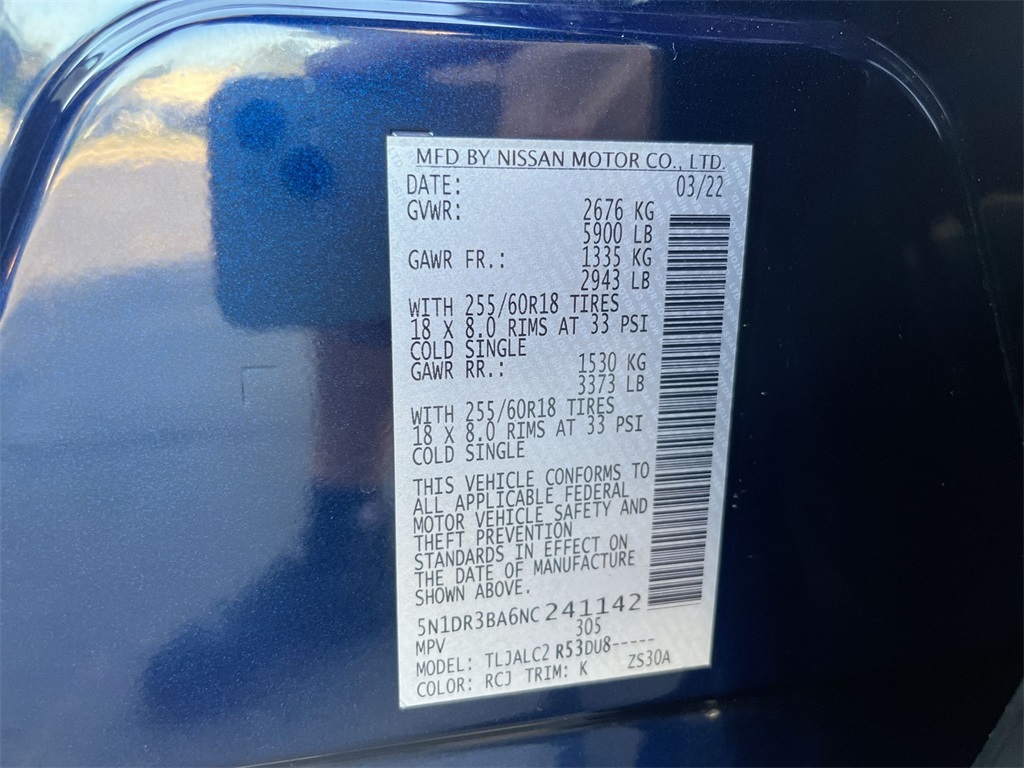 MFD BY NISSAN MOTOR CO., LTD.
DATE: 03/22
GVWR: 2676 KG
5900 LB
GAWR FR.: 1335 KG
2943 LB
WITH 255/60R18 TIRES
18 X 8.0 RIMS AT 33 PSI
COLD SINGLE
GAWR RR.: 1530 KG
3373 LB
WITH 255/60R18 TIRES
18 X 8.0 RIMS AT 33 PSI
COLD SINGLE
THIS VEHICLE CONFORMS TO
ALL APPLICABLE FEDERAL
MOTOR VEHICLE SAFETY AND
THEFT PREVENTION
STANDARDS IN EFFECT ON
THE DATE OF MANUFACTURE
SHOWN ABOVE.
5N1DR3BA6NC241142
MPV 305
MODEL: TLJALC2 R53DU8-----
COLOR: RCJ TRIM: K ZS30A